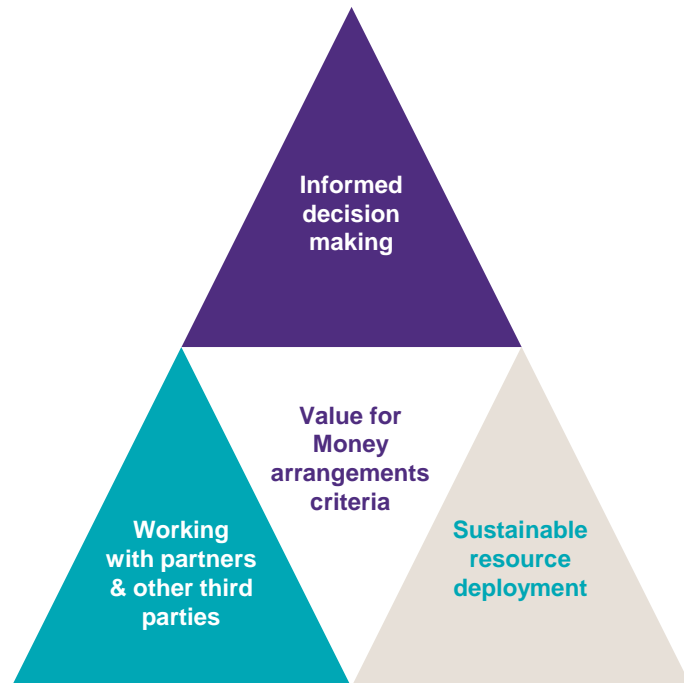 Informed
decision
making
Value for
Money
arrangements
criteria
Working
with partners
& other third
parties
Sustainable
resource
deployment